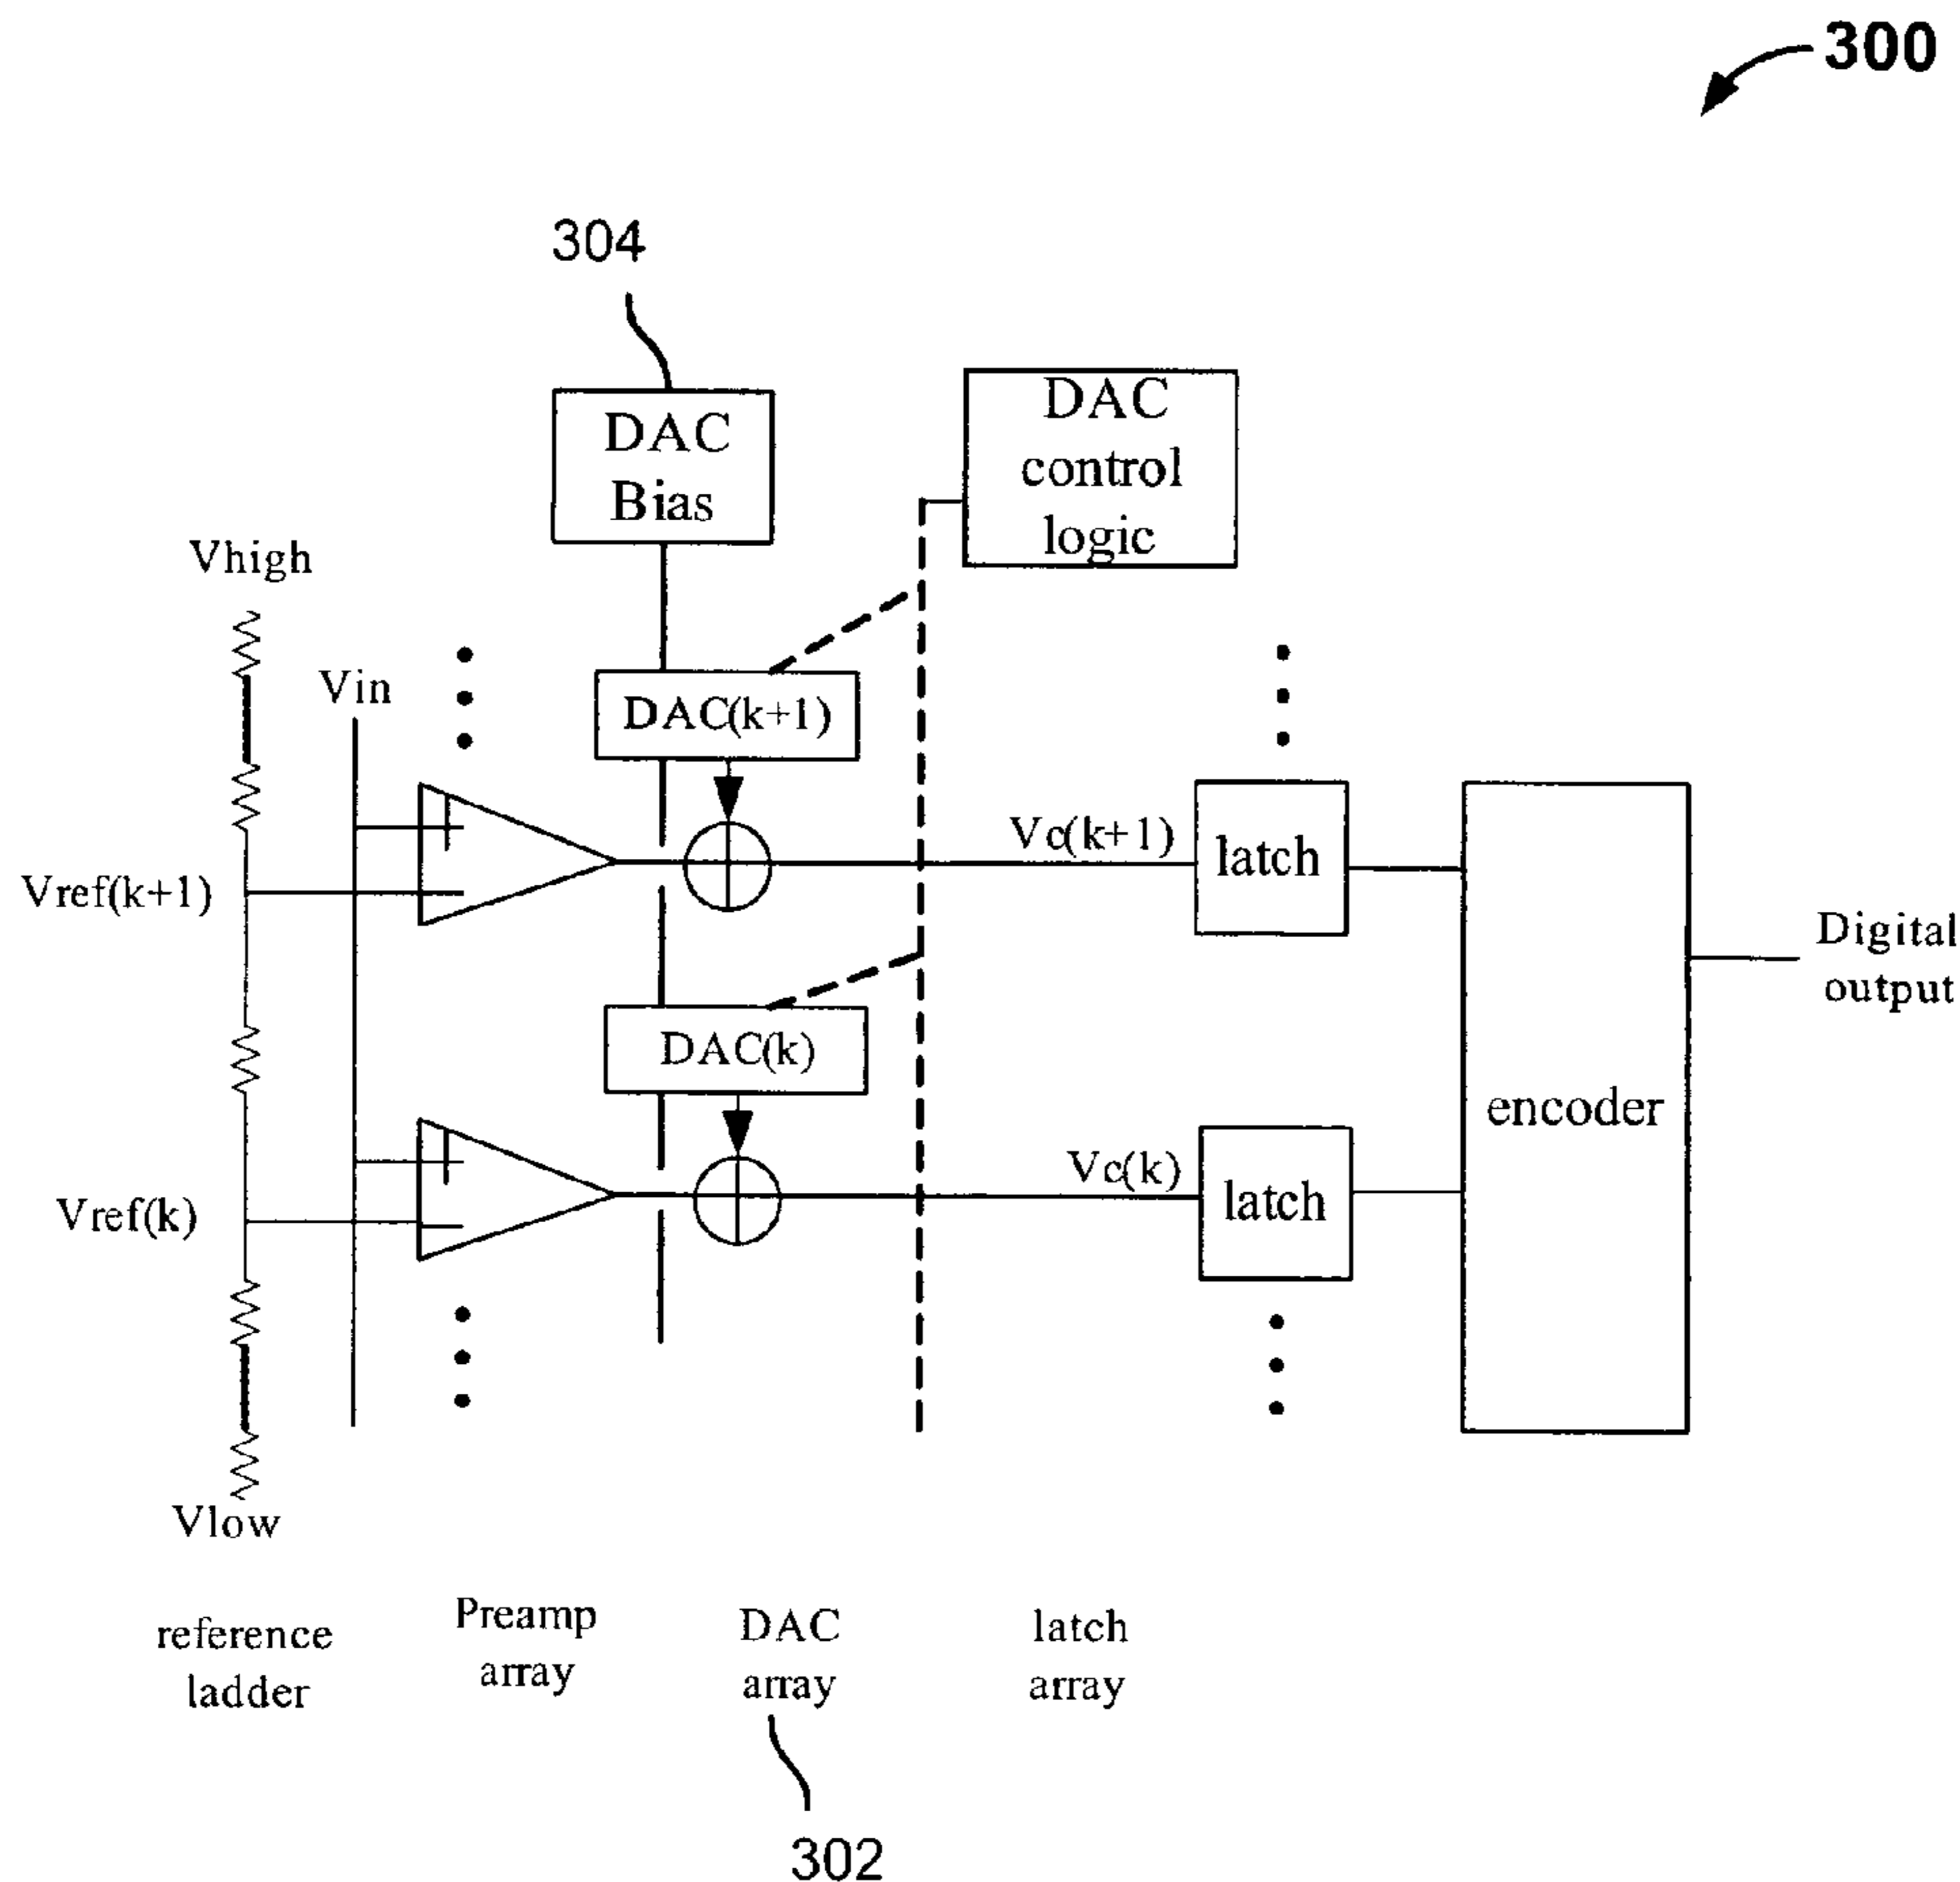 300
304
DAC
Bias
DAC
control
logic
Vhigh
Vin
DAC(k+1)
Vc(k+1)
latch
Vref(k+1)
Digital
output
DAC(k)
encoder
Vc(k)
latch
Vref(k)
Vlow
reference
ladder
Preamp
array
DAC
array
latch
array
302